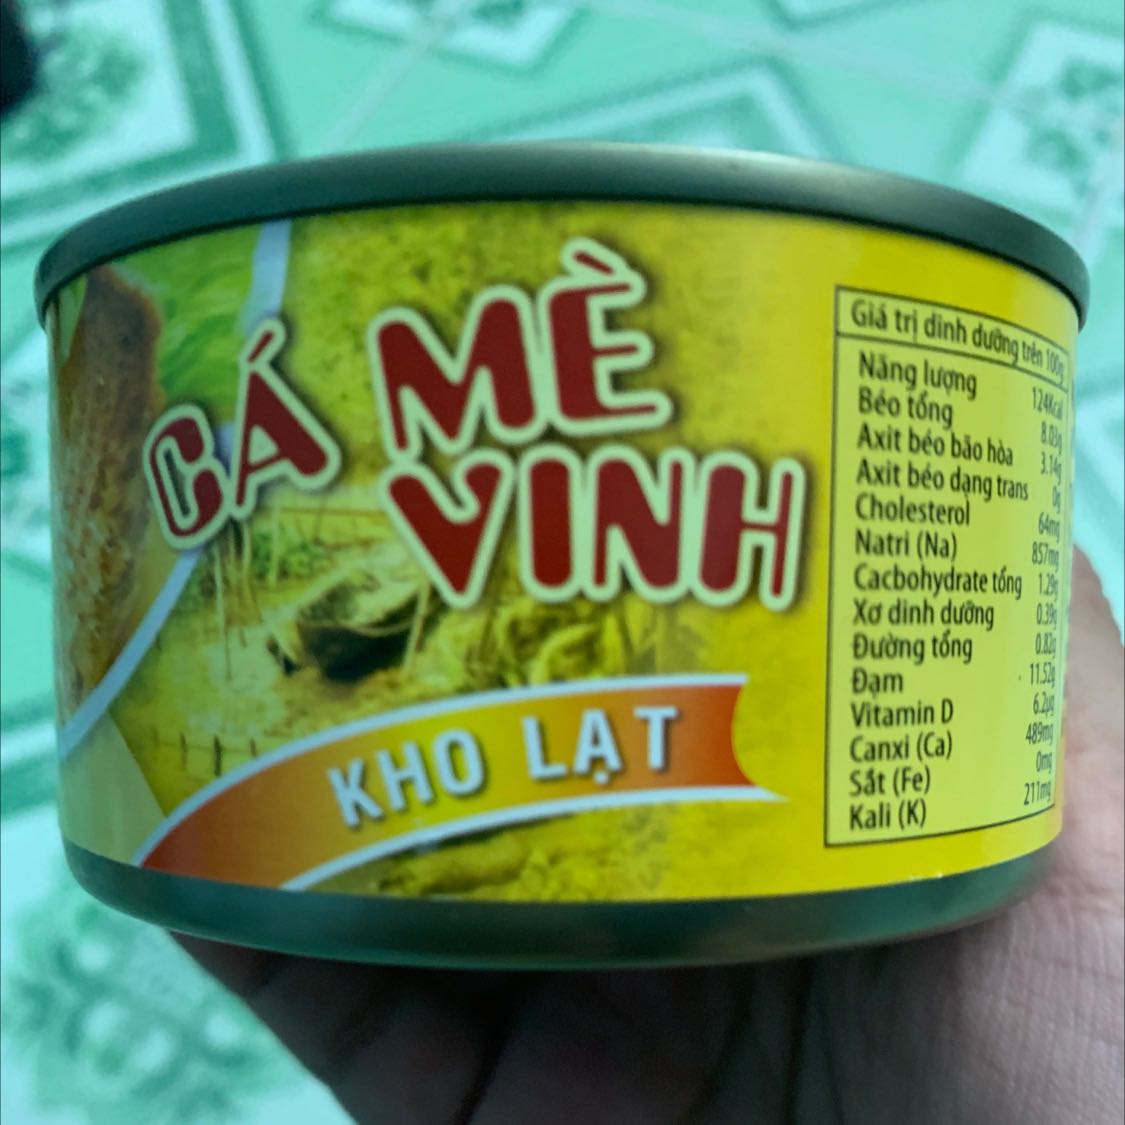 CÁ MÈ
VINH
KHO LẠT
Giá trị dinh dưỡng trên 100g
Năng lượng 124Kcal
Béo tổng 8.03g
Axit béo bão hòa 3.14g
Axit béo dạng trans 0g
Cholesterol 64mg
Natri (Na) 857mg
Cacbohydrate tổng 1.29g
Xơ dinh dưỡng 0.39g
Đường tổng 0.82g
Đạm 11.52g
Vitamin D 6.2µg
Canxi (Ca) 489mg
Sắt (Fe) 0mg
Kali (K) 211mg